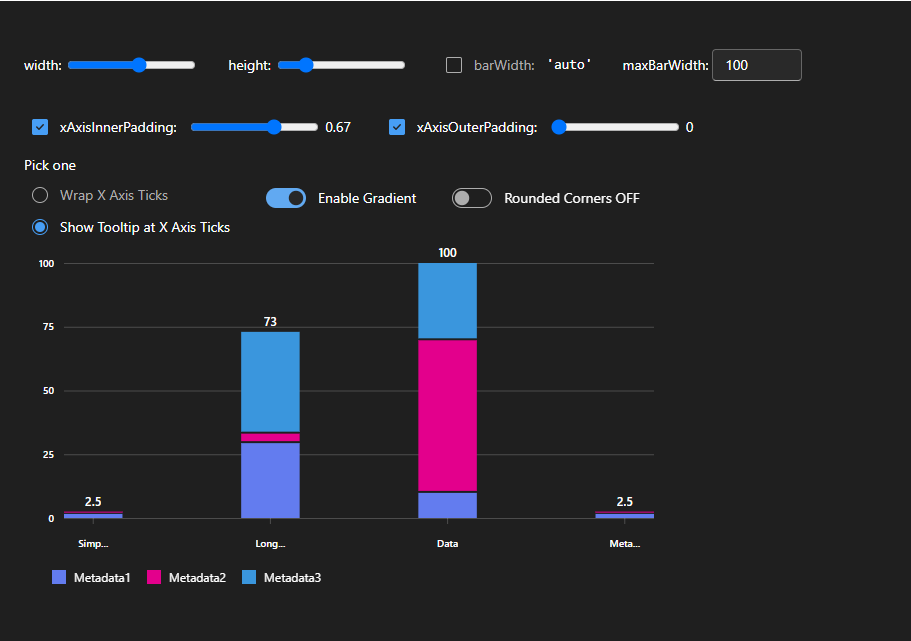 width: height: barWidth: 'auto' maxBarWidth: 100
xAxisInnerPadding: 0.67 xAxisOuterPadding: 0
Pick one
Wrap X Axis Ticks Enable Gradient Rounded Corners OFF
Show Tooltip at X Axis Ticks
100
100
73
75
50
25
2.5 2.5
0
Simp... Long... Data Meta...
Metadata1 Metadata2 Metadata3